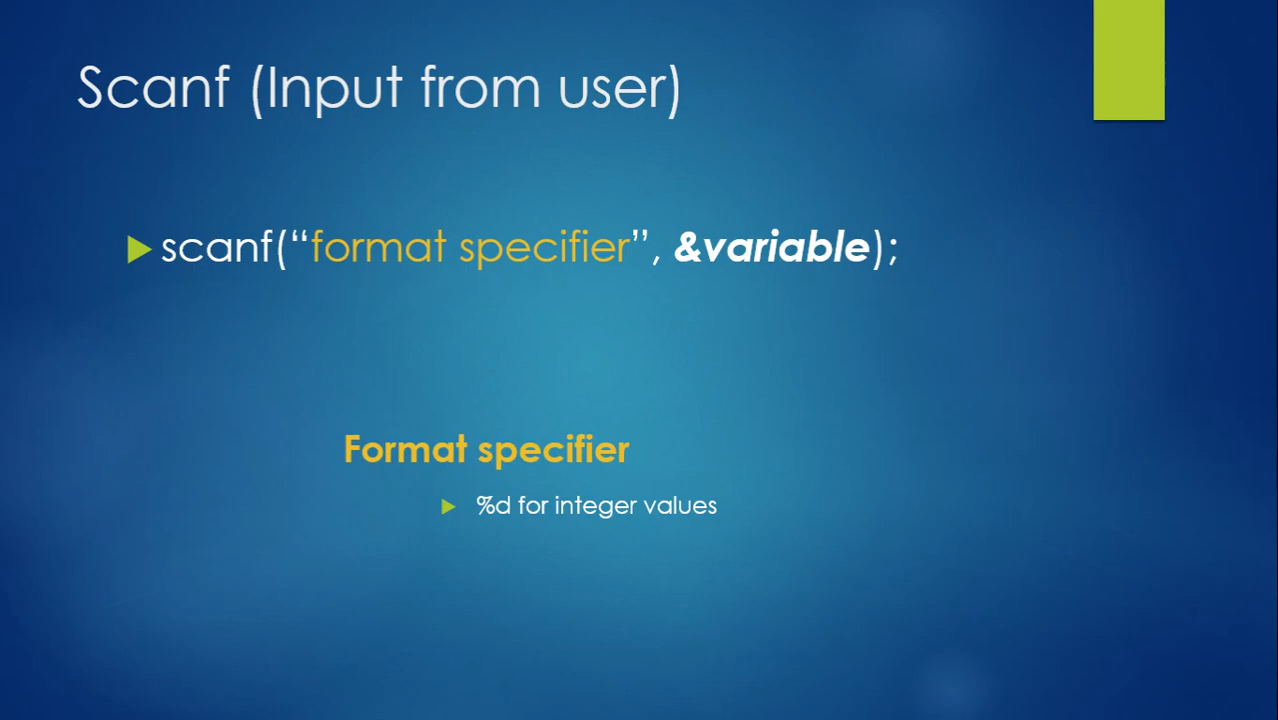 Scanf (Input from user)
scanf(“format specifier”, &variable);
Format specifier
%d for integer values